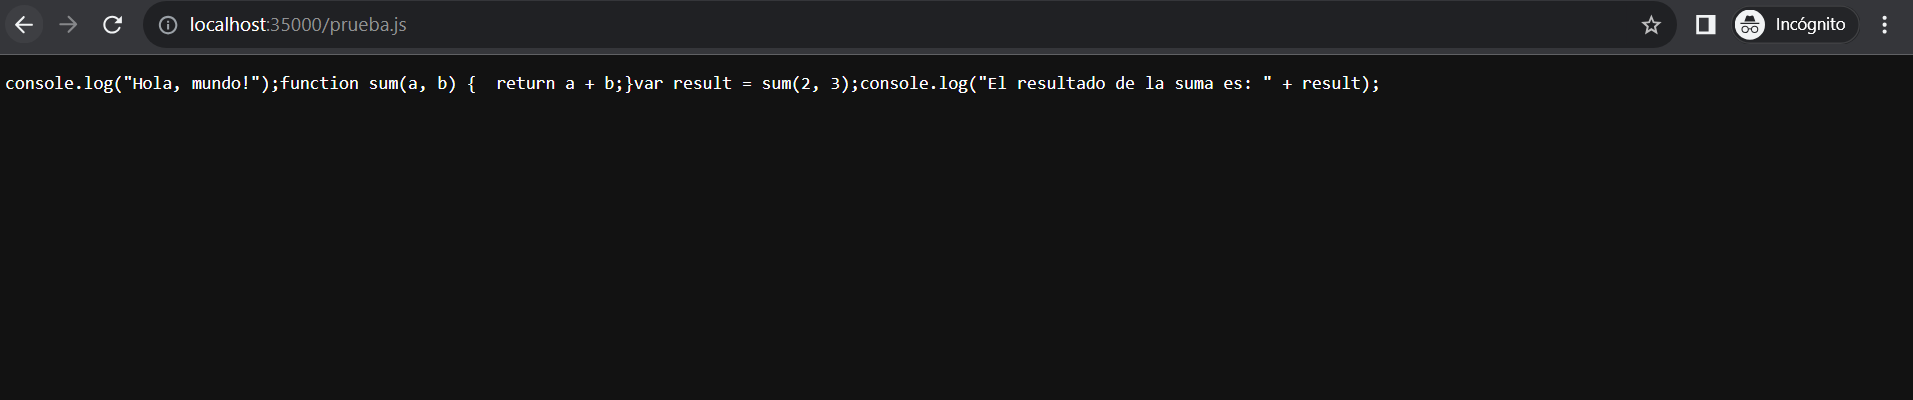 localhost:35000/prueba.js
Incógnito
console.log("Hola, mundo!");function sum(a, b) {  return a + b;}var result = sum(2, 3);console.log("El resultado de la suma es: " + result);